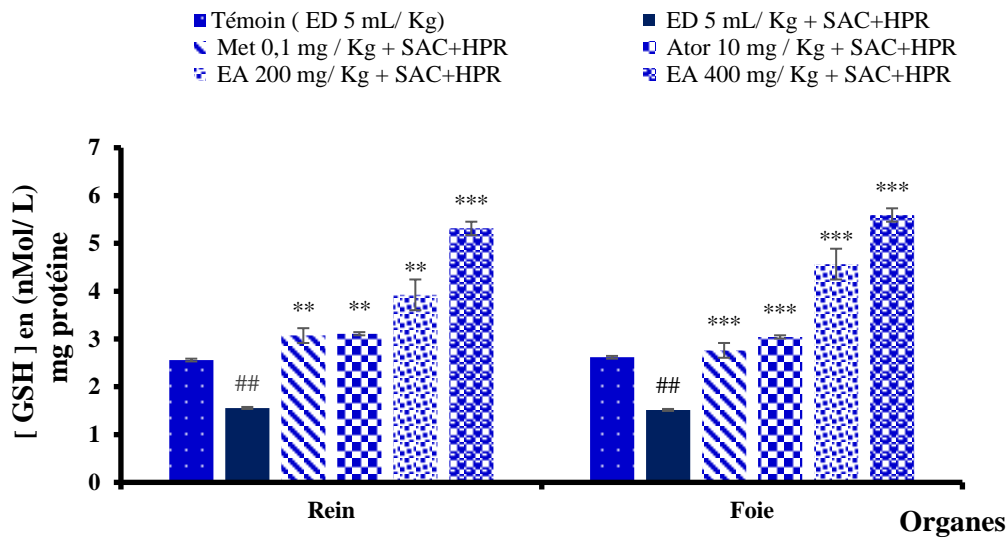 Témoin ( ED 5 mL/ Kg)
ED 5 mL/ Kg + SAC+HPR
Met 0,1 mg / Kg + SAC+HPR
Ator 10 mg / Kg + SAC+HPR
EA 200 mg/ Kg + SAC+HPR
EA 400 mg/ Kg + SAC+HPR
[ GSH ] en (nMol/ L)
mg protéine
7
6
5
4
3
2
1
0
##
**
**
**
***
##
***
***
***
***
Rein
Foie
Organes